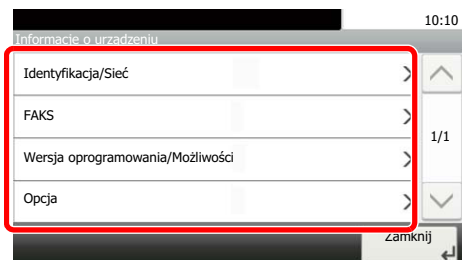 10:10
Informacje o urządzeniu
Identyfikacja/Sieć
FAKS
1/1
Wersja oprogramowania/Możliwości
Opcja
Zamknij